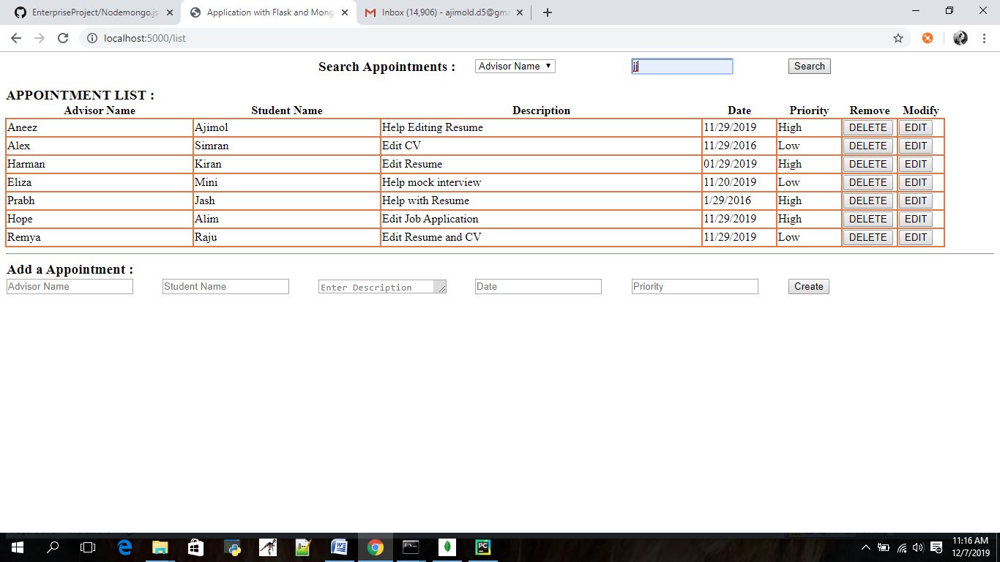 EnterpriseProject/Nodemongo.js
Application with Flask and Mong
Inbox (14,906) - ajimold.d5@gma
localhost:5000/list
Search Appointments : Advisor Name jj Search
APPOINTMENT LIST :
Advisor Name Student Name Description Date Priority Remove Modify
Aneez Ajimol Help Editing Resume 11/29/2019 High DELETE EDIT
Alex Simran Edit CV 11/29/2016 Low DELETE EDIT
Harman Kiran Edit Resume 01/29/2019 High DELETE EDIT
Eliza Mini Help mock interview 11/20/2019 Low DELETE EDIT
Prabh Jash Help with Resume 1/29/2016 High DELETE EDIT
Hope Alim Edit Job Application 11/29/2019 High DELETE EDIT
Remya Raju Edit Resume and CV 11/29/2019 Low DELETE EDIT
Add a Appointment :
Advisor Name Student Name Enter Description Date Priority Create
11:16 AM
12/7/2019